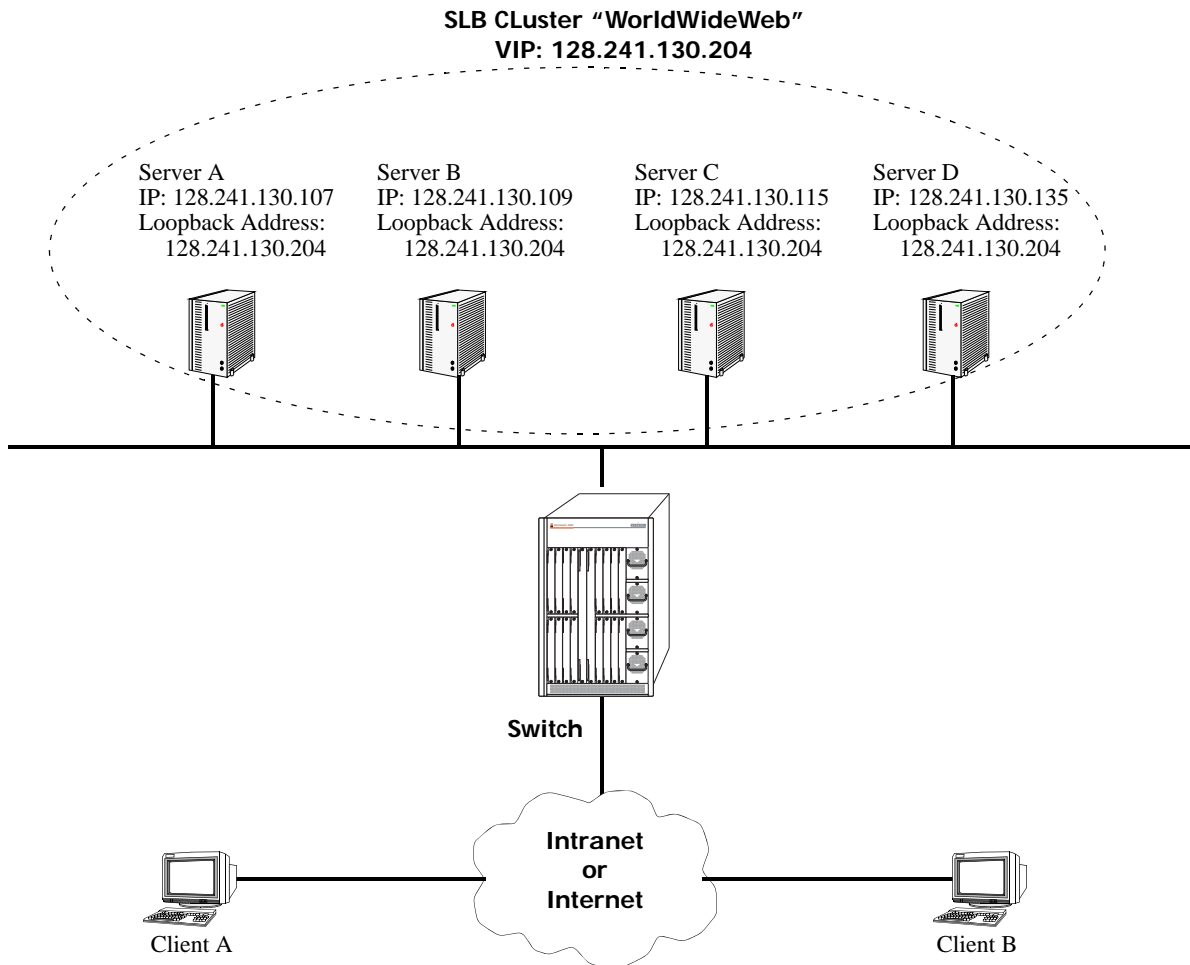 SLB CLuster “WorldWideWeb”
VIP: 128.241.130.204
Server A
IP: 128.241.130.107
Loopback Address:
128.241.130.204
Server B
IP: 128.241.130.109
Loopback Address:
128.241.130.204
Server C
IP: 128.241.130.115
Loopback Address:
128.241.130.204
Server D
IP: 128.241.130.135
Loopback Address:
128.241.130.204
Switch
Intranet
or
Internet
Client A
Client B